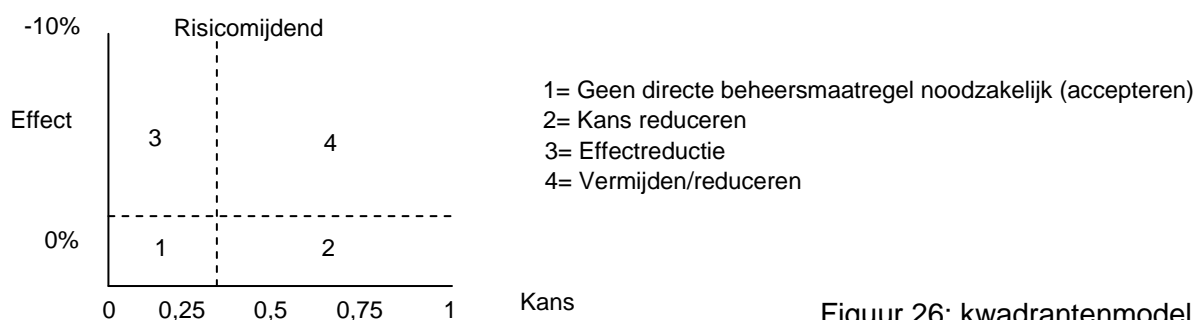 -10%
Risicomijdend
Effect
3
4
0%
1
2
0 0,25 0,5 0,75 1
Kans
1= Geen directe beheersmaatregel noodzakelijk (accepteren)
2= Kans reduceren
3= Effectreductie
4= Vermijden/reduceren
Figuur 26: kwadrantenmodel